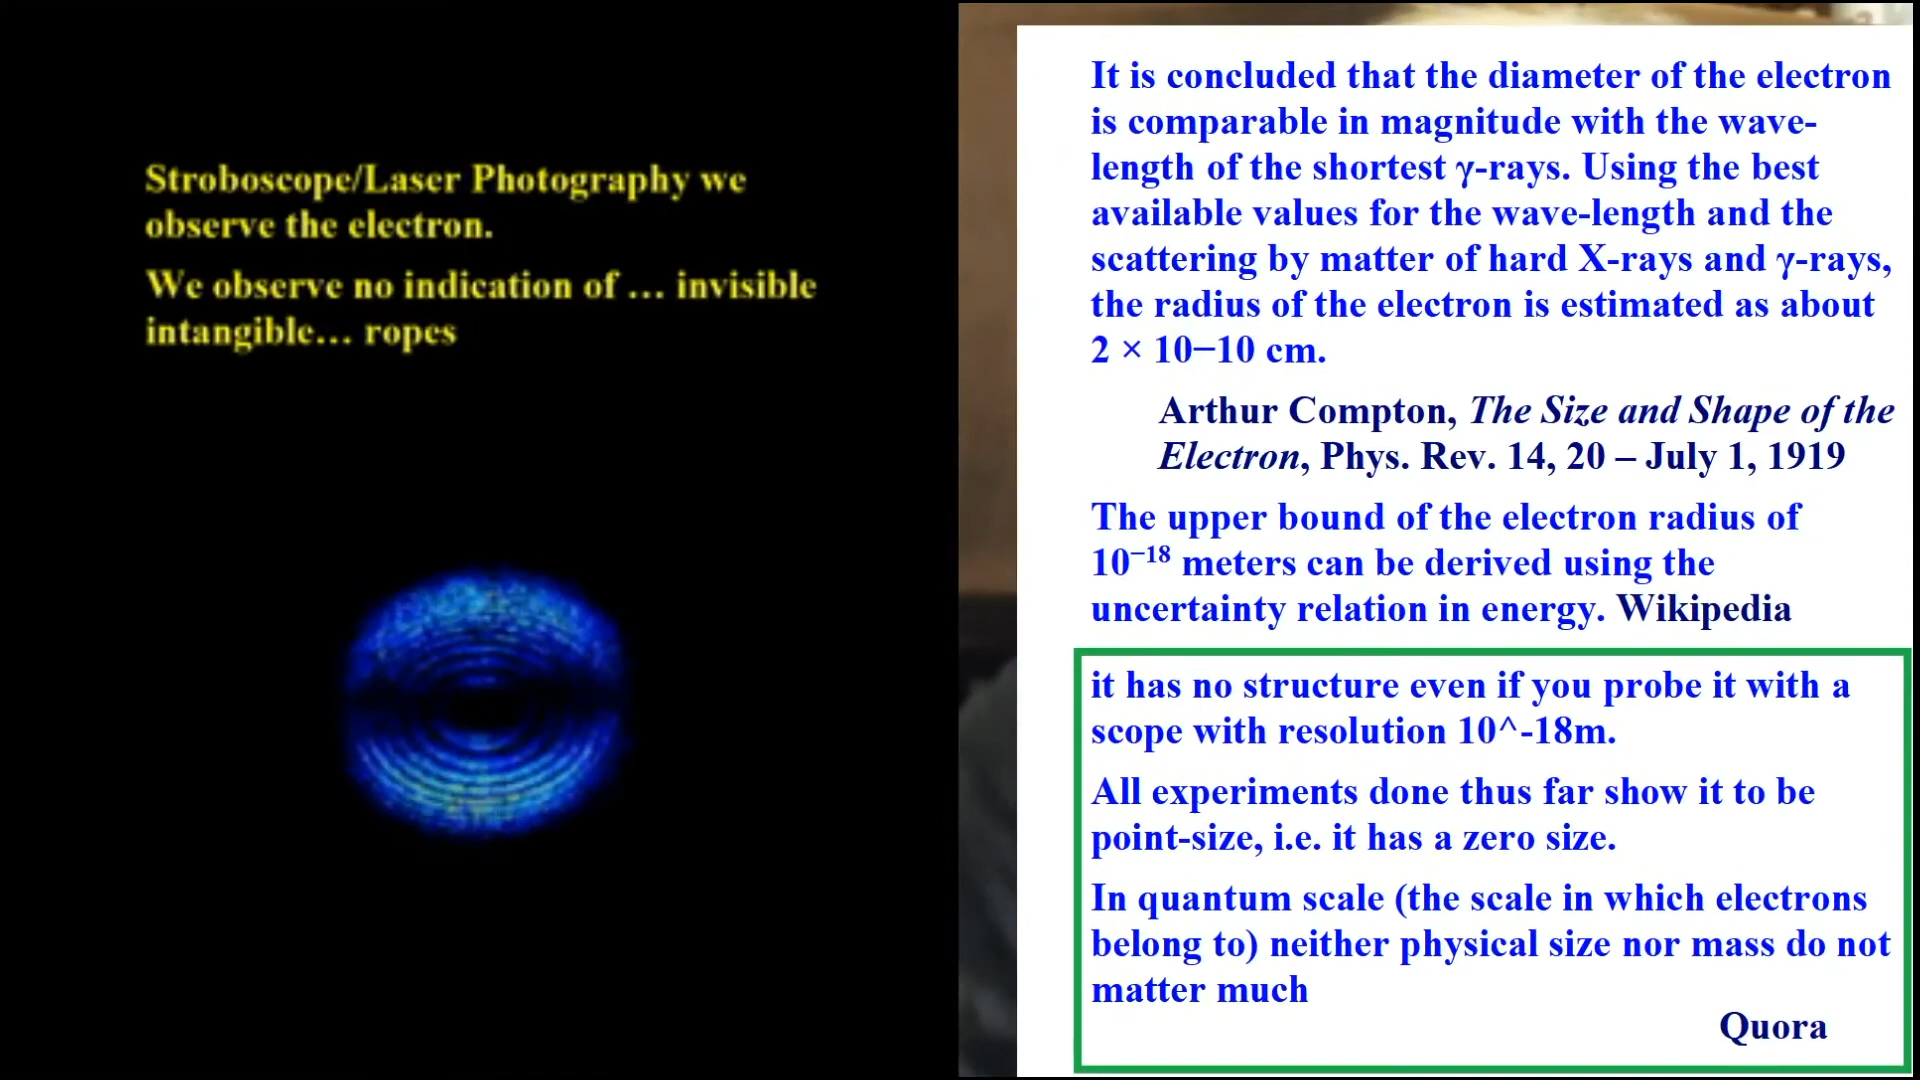 Stroboscope/Laser Photography we
observe the electron.
We observe no indication of … invisible
intangible… ropes
It is concluded that the diameter of the electron
is comparable in magnitude with the wave-
length of the shortest γ-rays. Using the best
available values for the wave-length and the
scattering by matter of hard X-rays and γ-rays,
the radius of the electron is estimated as about
2 × 10−10 cm.
Arthur Compton, The Size and Shape of the
Electron, Phys. Rev. 14, 20 – July 1, 1919
The upper bound of the electron radius of
10⁻¹⁸ meters can be derived using the
uncertainty relation in energy. Wikipedia
it has no structure even if you probe it with a
scope with resolution 10^-18m.
All experiments done thus far show it to be
point-size, i.e. it has a zero size.
In quantum scale (the scale in which electrons
belong to) neither physical size nor mass do not
matter much
Quora